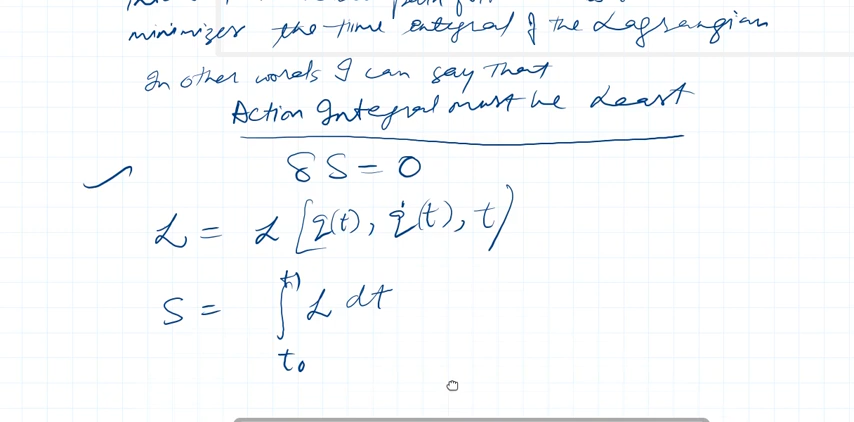 minimizes the time integral of the Lagrangian
In other words I can say that
Action Integral must be Least
δS = 0
L = L [q(t), q̇(t), t)
S = ∫ L dt
t₀